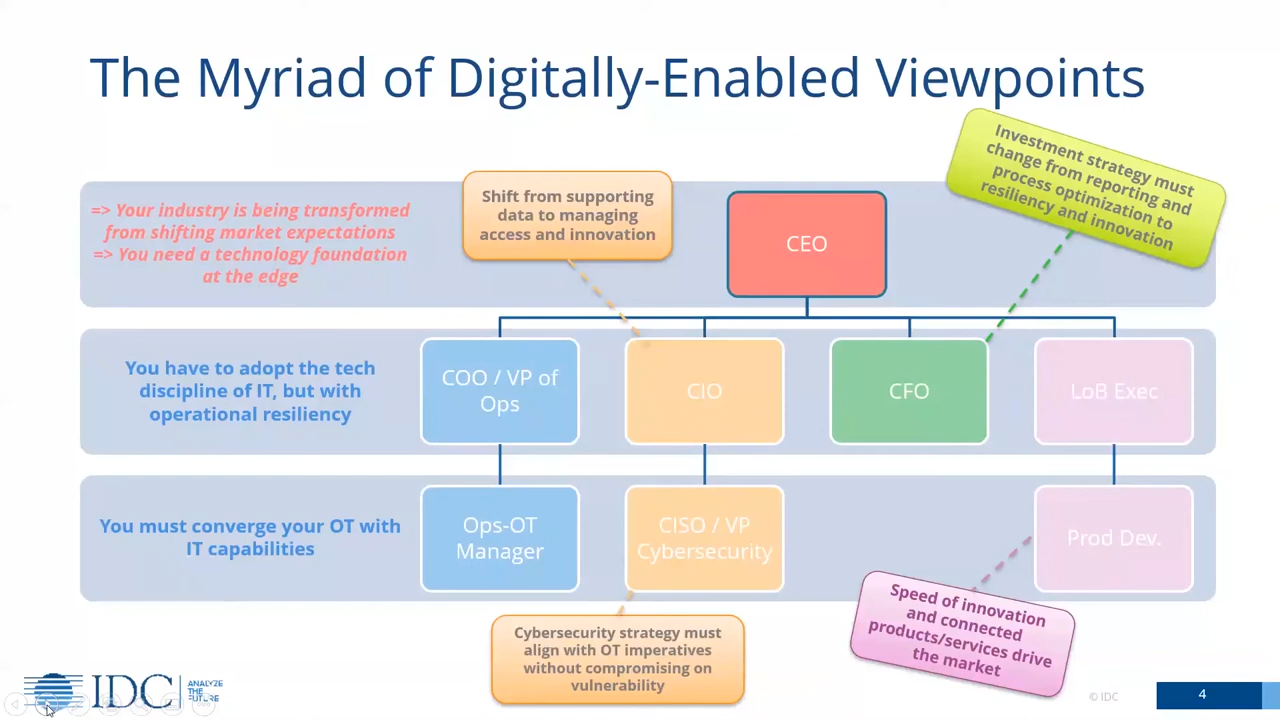 The Myriad of Digitally-Enabled Viewpoints
Investment strategy must
change from reporting and
process optimization to
resiliency and innovation
Shift from supporting
data to managing
access and innovation
CEO
=> Your industry is being transformed
from shifting market expectations
=> You need a technology foundation
at the edge
You have to adopt the tech
discipline of IT, but with
operational resiliency
COO / VP of
Ops
CIO
CFO
LoB Exec
You must converge your OT with
IT capabilities
Ops-OT
Manager
CISO / VP
Cybersecurity
Prod Dev.
Speed of innovation
and connected
products/services drive
the market
Cybersecurity strategy must
align with OT imperatives
without compromising on
vulnerability
IDC
ANALYZE
THE
FUTURE
© IDC
4